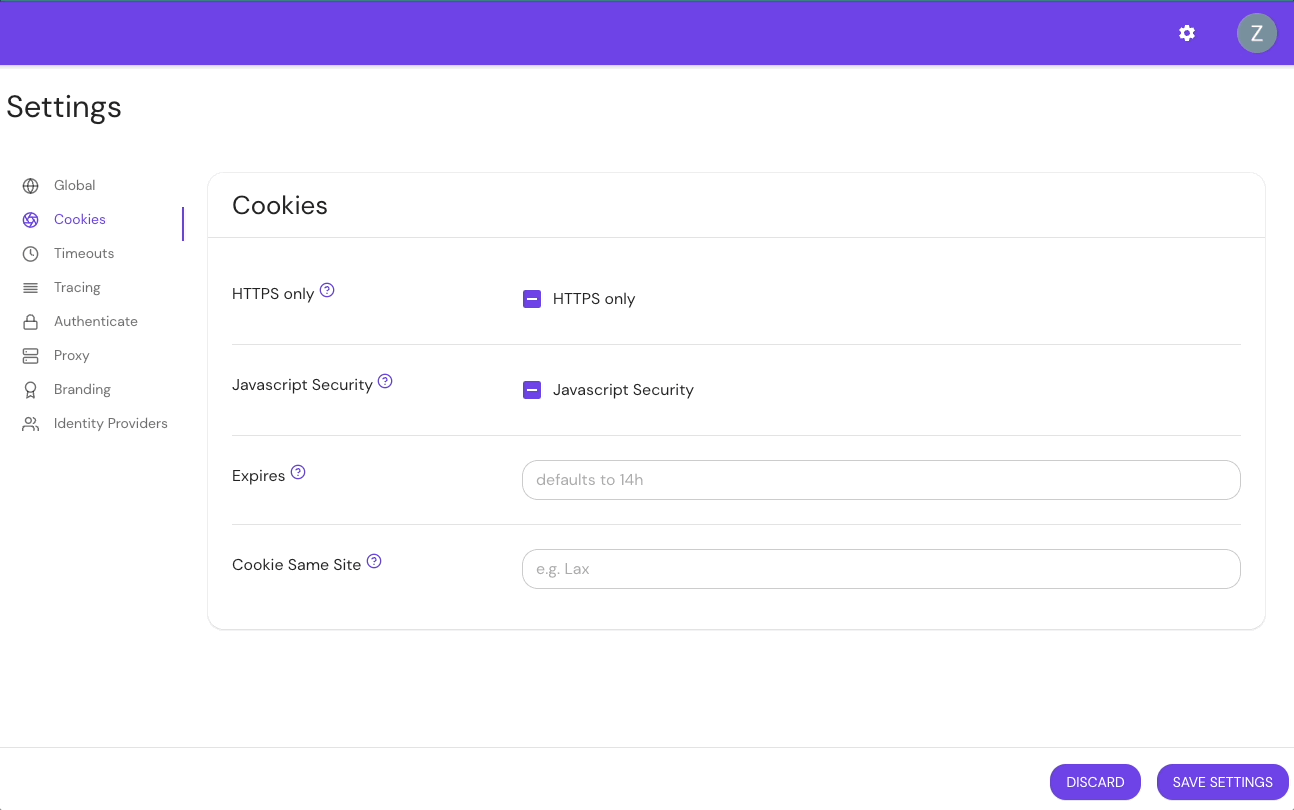 Z
Settings
Global
Cookies
Timeouts
Tracing
Authenticate
Proxy
Branding
Identity Providers
Cookies
HTTPS only ?
HTTPS only
Javascript Security ?
Javascript Security
Expires ?
defaults to 14h
Cookie Same Site ?
e.g. Lax
DISCARD
SAVE SETTINGS